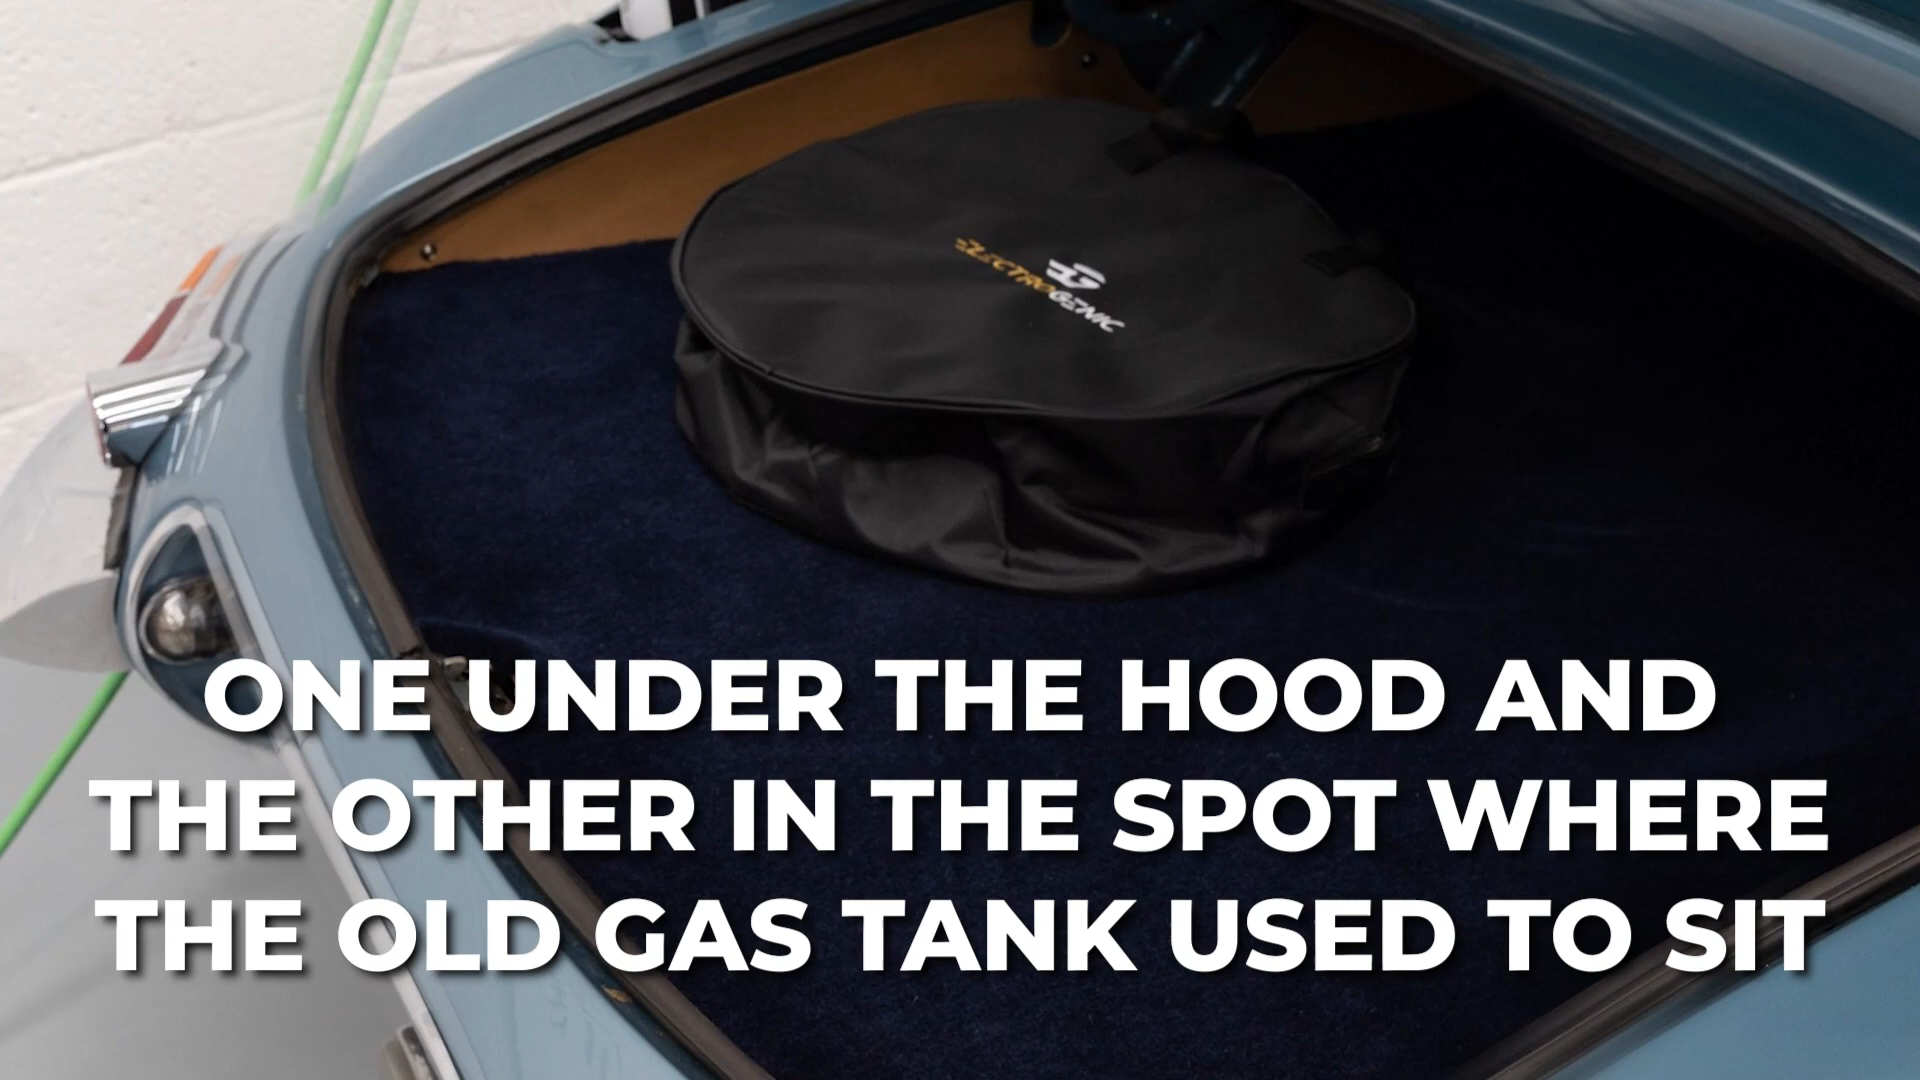 ELECTROGENIC
ONE UNDER THE HOOD AND
THE OTHER IN THE SPOT WHERE
THE OLD GAS TANK USED TO SIT